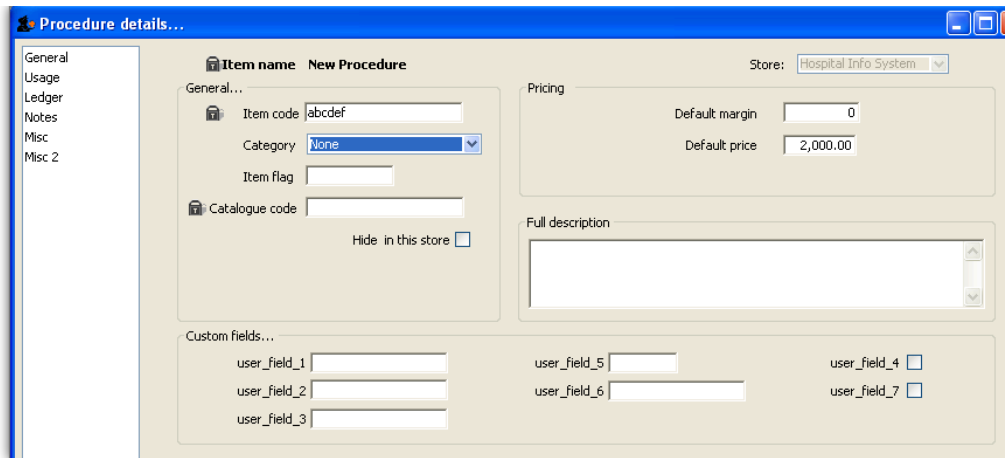 Procedure details...
General
Usage
Ledger
Notes
Misc
Misc 2
Item name New Procedure
Store: Hospital Info System
General...
Item code abcdef
Category None
Item flag
Catalogue code
Hide in this store
Pricing
Default margin 0
Default price 2,000.00
Full description
Custom fields...
user_field_1
user_field_2
user_field_3
user_field_5
user_field_6
user_field_4
user_field_7